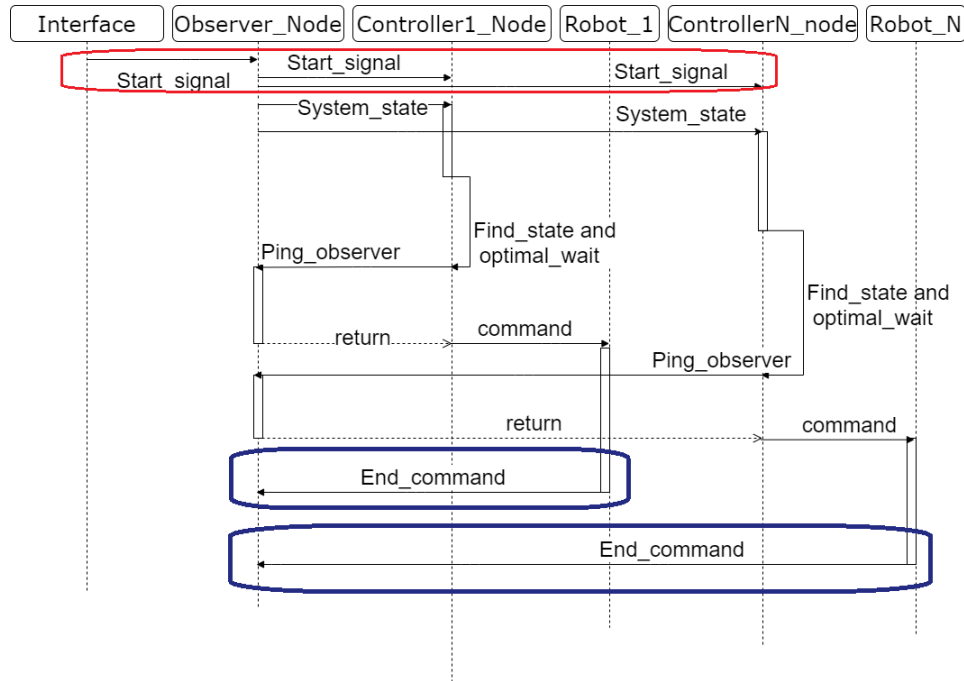 Interface
Observer_Node
Controller1_Node
Robot_1
ControllerN_node
Robot_N
Start_signal
Start_signal
Start_signal
System_state
System_state
Find_state and
optimal_wait
Ping_observer
Find_state and
optimal_wait
return
command
Ping_observer
return
command
End_command
End_command